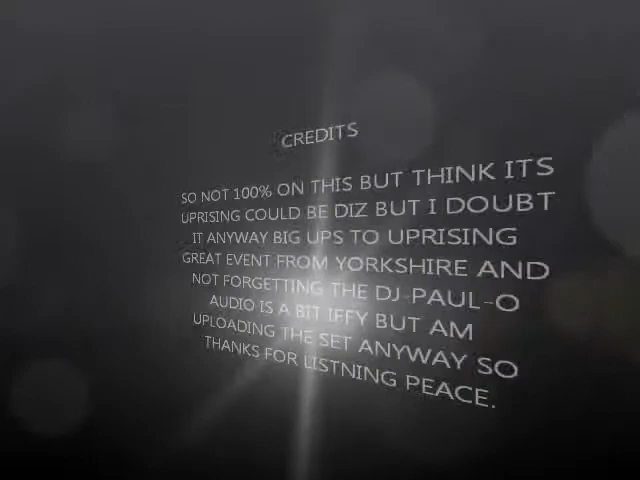 CREDITS
SO NOT 100% ON THIS BUT THINK ITS
UPRISING COULD BE DIZ BUT I DOUBT
IT ANYWAY BIG UPS TO UPRISING
GREAT EVENT FROM YORKSHIRE AND
NOT FORGETTING THE DJ PAUL-O
AUDIO IS A BIT IFFY BUT AM
UPLOADING THE SET ANYWAY SO
THANKS FOR LISTNING PEACE.